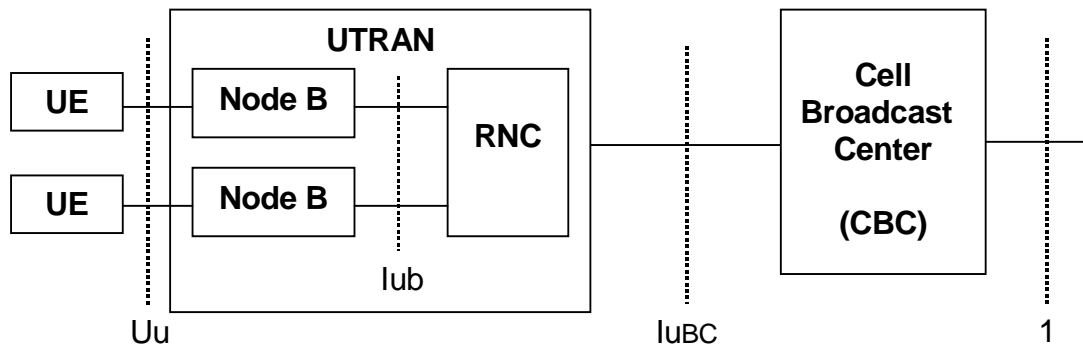 UTRAN
UE
Node B
RNC
UE
Node B
Iub
Cell
Broadcast
Center
(CBC)
Uu
IuBC
1